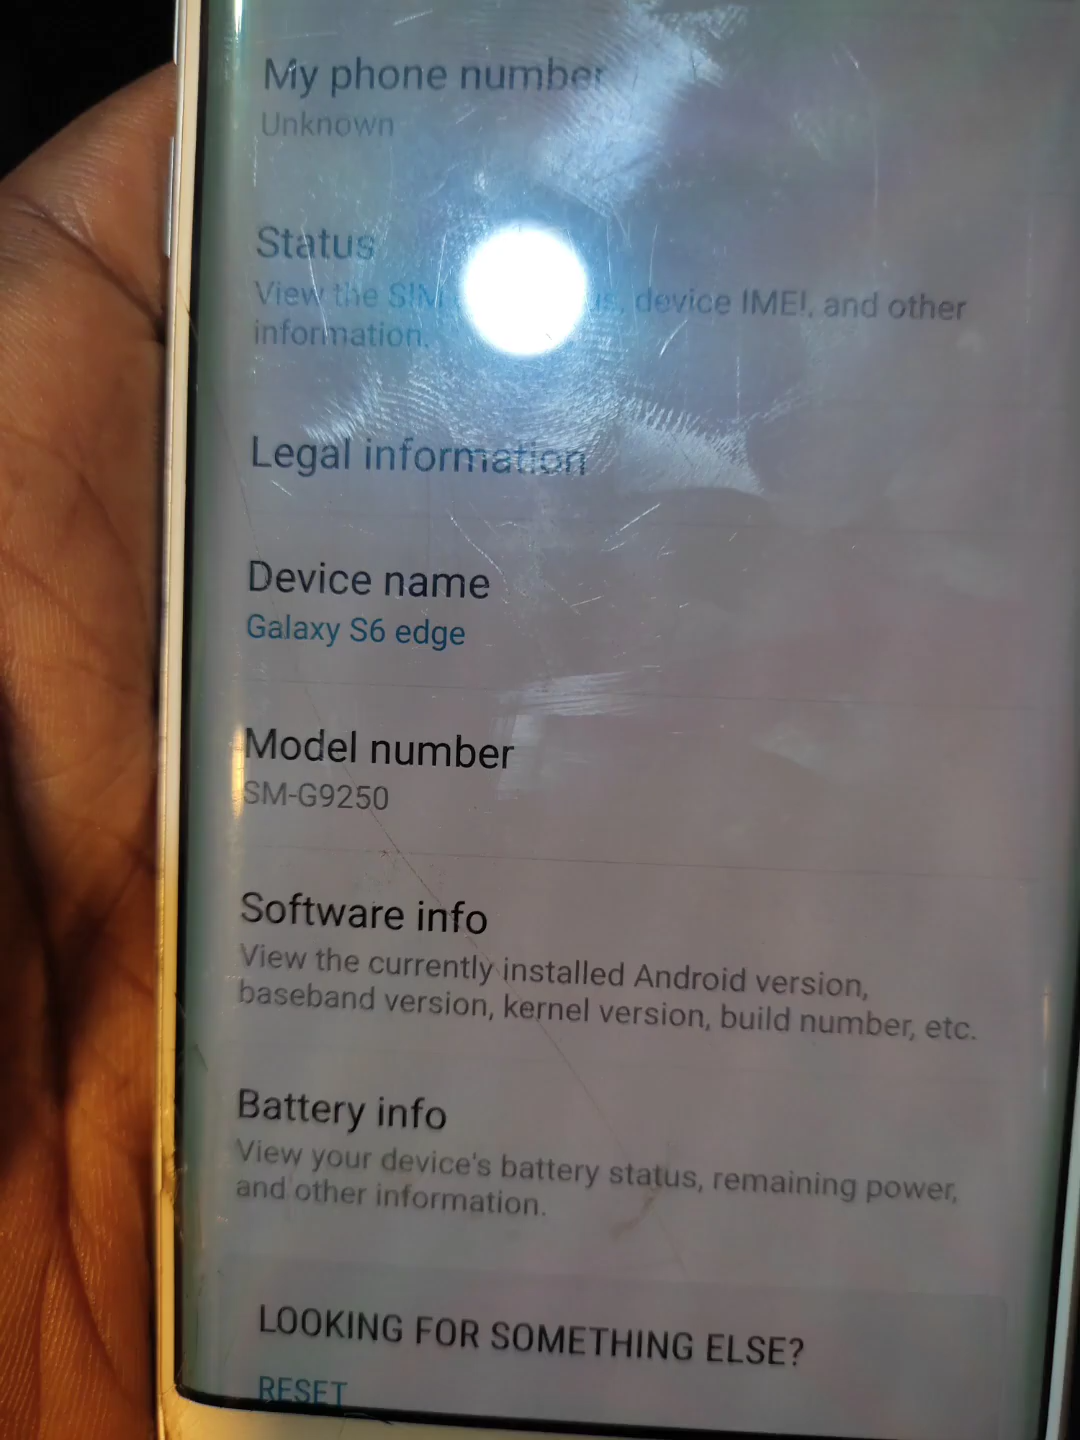 My phone number
Unknown
Status
View the SIM device IMEI, and other
information.
Legal information
Device name
Galaxy S6 edge
Model number
SM-G9250
Software info
View the currently installed Android version,
baseband version, kernel version, build number, etc.
Battery info
View your device's battery status, remaining power,
and other information.
LOOKING FOR SOMETHING ELSE?
RESET